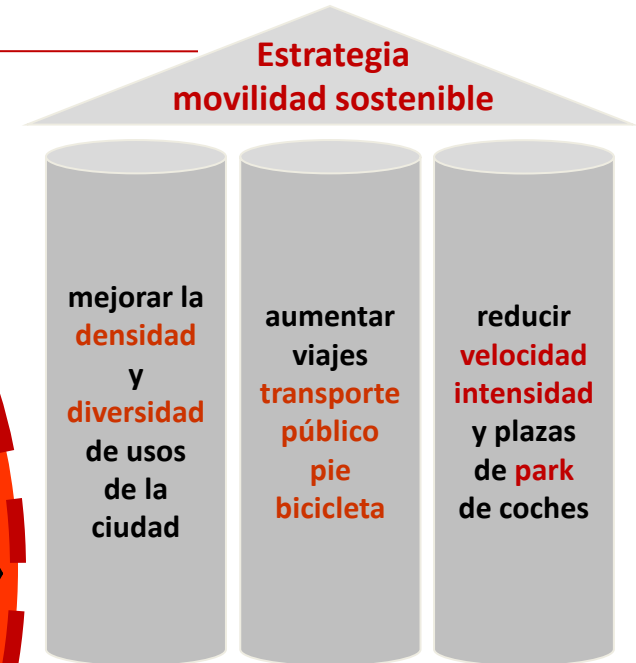 Estrategia
movilidad sostenible
mejorar la
densidad
y
diversidad
de usos
de la
ciudad
aumentar
viajes
transporte
público
pie
bicicleta
reducir
velocidad
intensidad
y plazas
de park
de coches